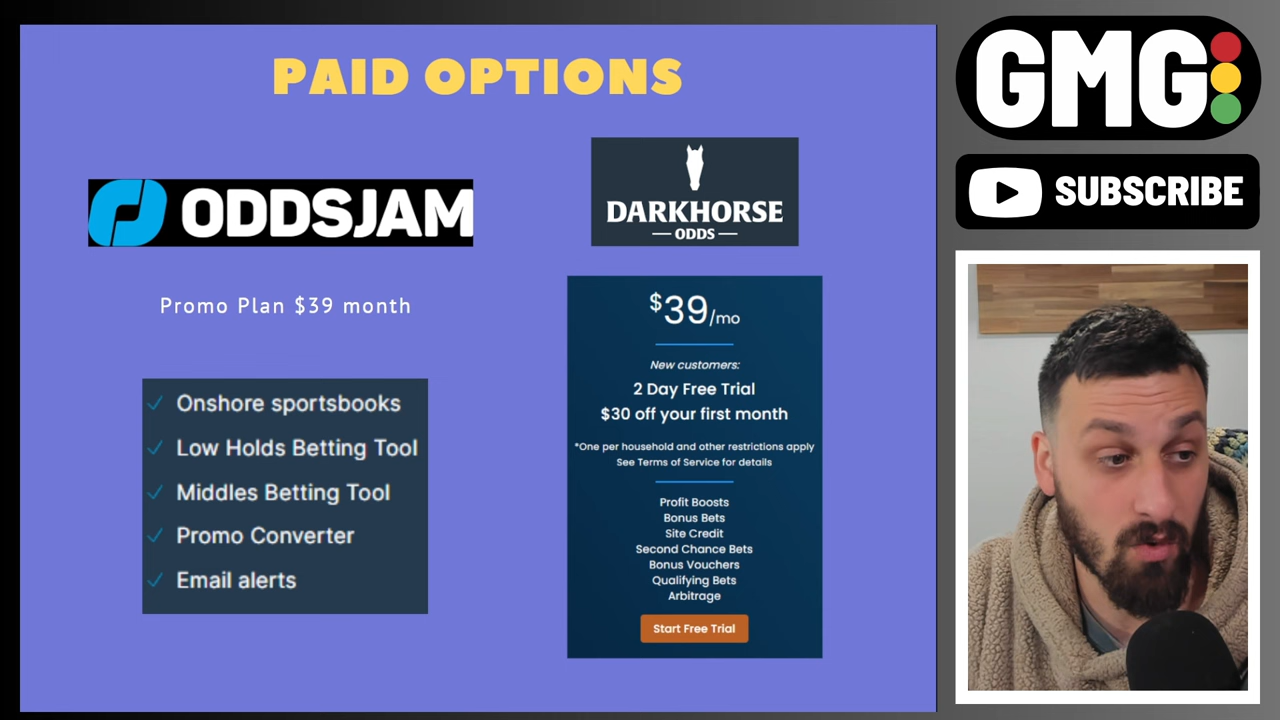 PAID OPTIONS
ODDSJAM
Promo Plan $39 month
Onshore sportsbooks
Low Holds Betting Tool
Middles Betting Tool
Promo Converter
Email alerts
DARKHORSE
ODDS
$39/mo
New customers:
2 Day Free Trial
$30 off your first month
*One per household and other restrictions apply
See Terms of Service for details
Profit Boosts
Bonus Bets
Site Credit
Second Chance Bets
Bonus Vouchers
Qualifying Bets
Arbitrage
Start Free Trial
GMG
SUBSCRIBE